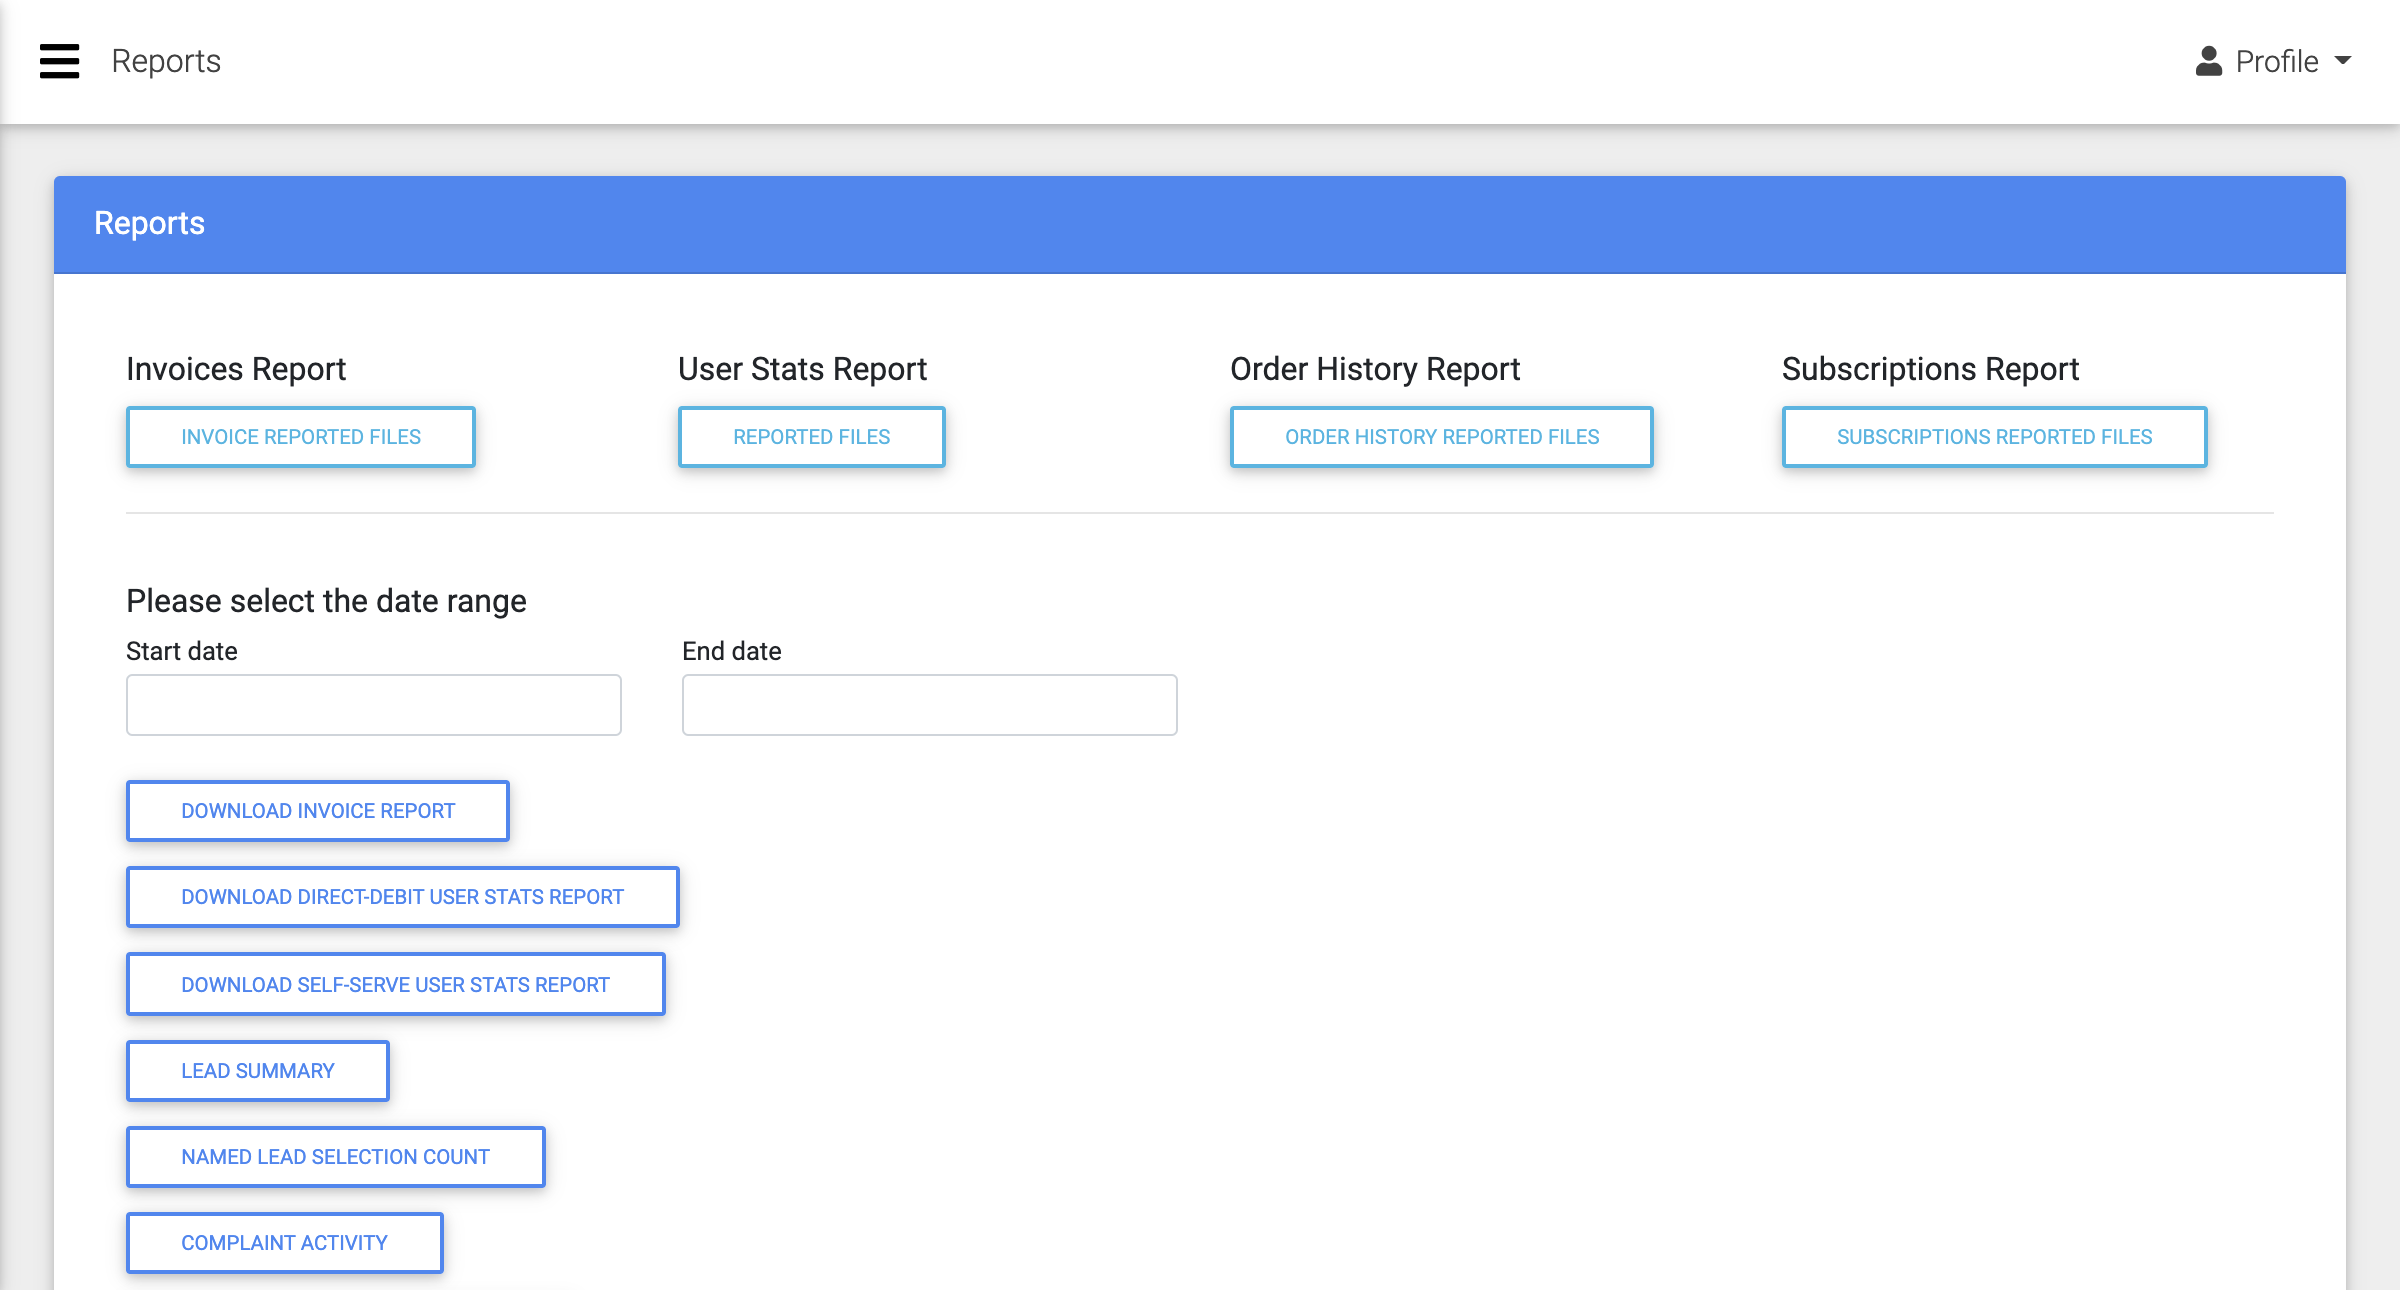 Reports
Profile
Reports
Invoices Report
User Stats Report
Order History Report
Subscriptions Report
INVOICE REPORTED FILES
REPORTED FILES
ORDER HISTORY REPORTED FILES
SUBSCRIPTIONS REPORTED FILES
Please select the date range
Start date
End date
DOWNLOAD INVOICE REPORT
DOWNLOAD DIRECT-DEBIT USER STATS REPORT
DOWNLOAD SELF-SERVE USER STATS REPORT
LEAD SUMMARY
NAMED LEAD SELECTION COUNT
COMPLAINT ACTIVITY